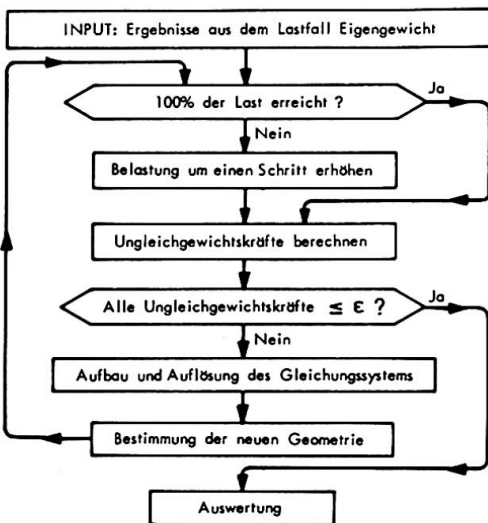 INPUT: Ergebnisse aus dem Lastfall Eigengewicht
100% der Last erreicht ?
Ja
Nein
Belastung um einen Schritt erhöhen
Ungleichgewichtskräfte berechnen
Alle Ungleichgewichtskräfte ≤ ε ?
Ja
Nein
Aufbau und Auflösung des Gleichungssystems
Bestimmung der neuen Geometrie
Auswertung